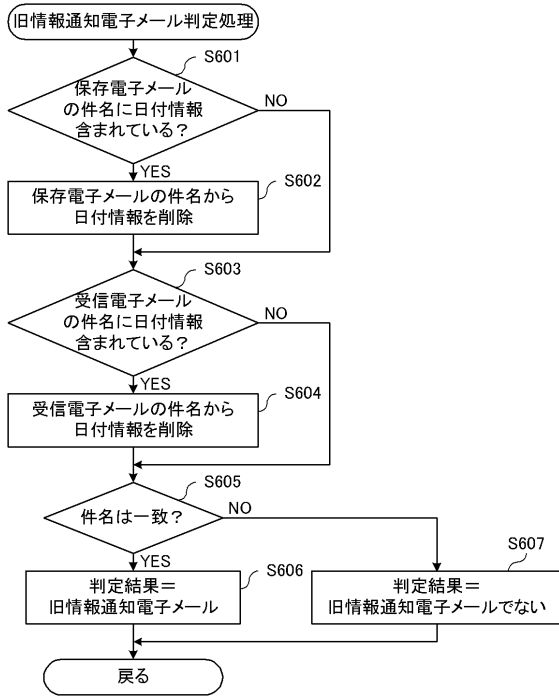 旧情報通知電子メール判定処理
S601
保存電子メール
の件名に日付情報
含まれている？
NO
YES
S602
保存電子メールの件名から
日付情報を削除
S603
受信電子メール
の件名に日付情報
含まれている？
NO
YES
S604
受信電子メールの件名から
日付情報を削除
S605
件名は一致？
NO
YES
S606
判定結果＝
旧情報通知電子メール
S607
判定結果＝
旧情報通知電子メールでない
戻る